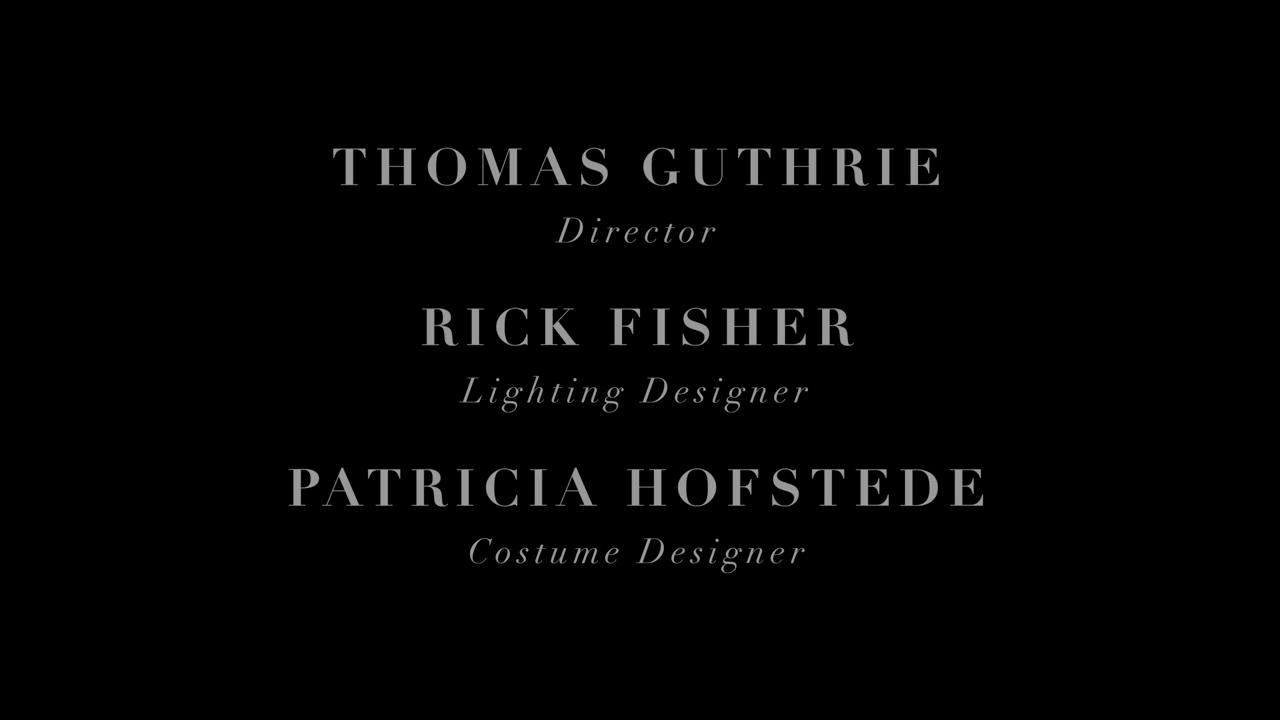 THOMAS GUTHRIE
Director
RICK FISHER
Lighting Designer
PATRICIA HOFSTEDE
Costume Designer